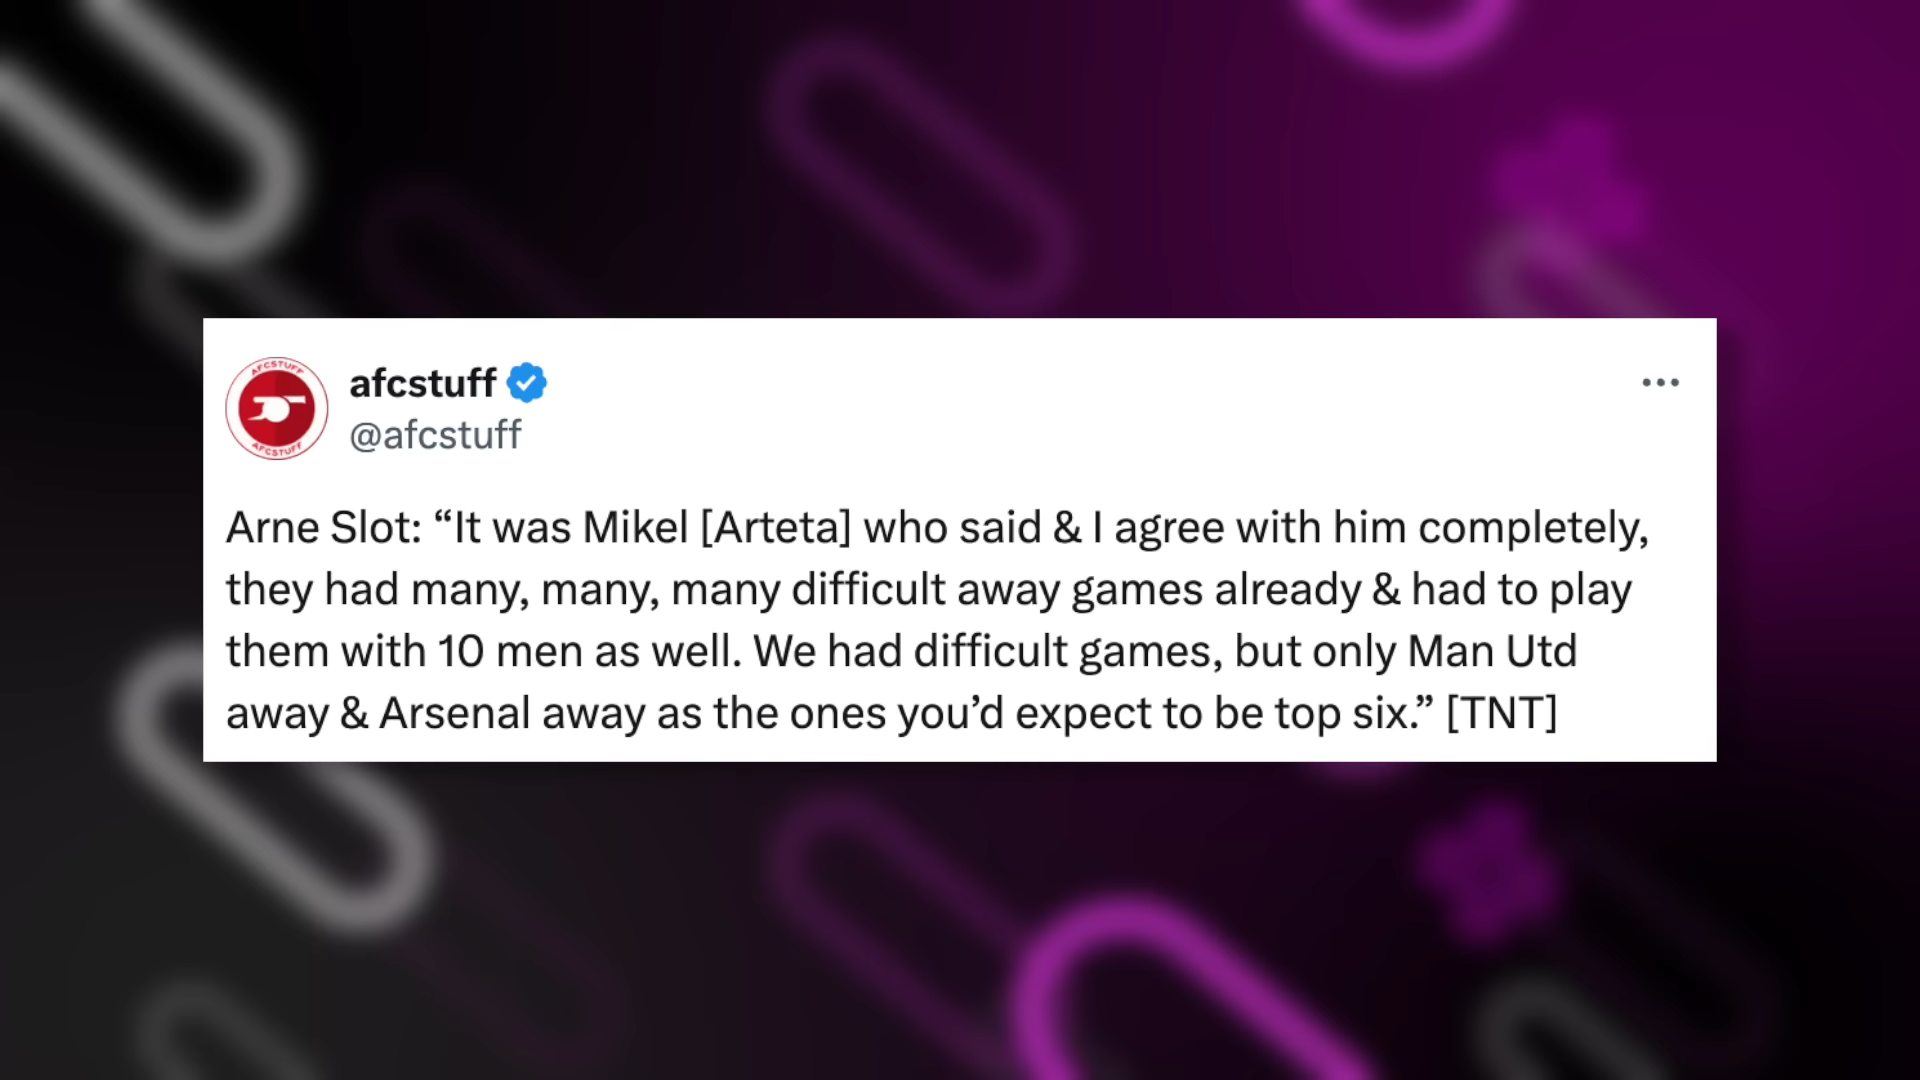 AFCSTUFF
AFCSTUFF
afcstuff
@afcstuff
Arne Slot: “It was Mikel [Arteta] who said & I agree with him completely,
they had many, many, many difficult away games already & had to play
them with 10 men as well. We had difficult games, but only Man Utd
away & Arsenal away as the ones you’d expect to be top six.” [TNT]